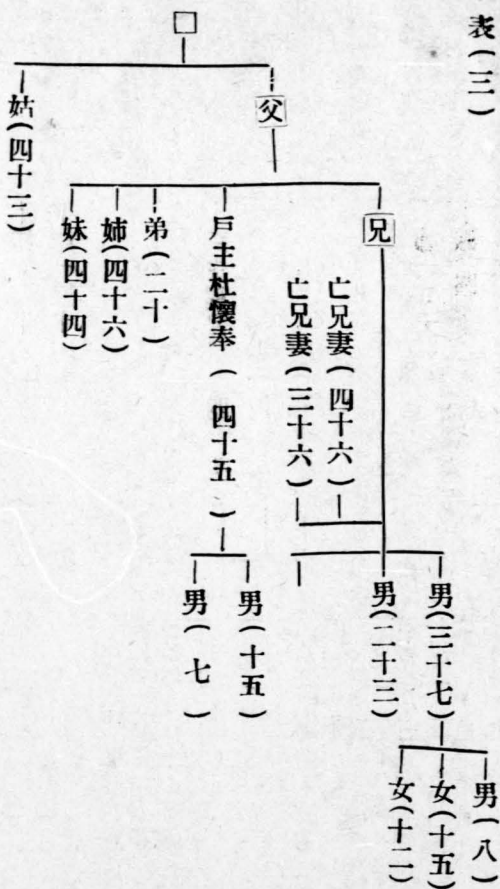 表(三)
□
父
姑(四十三)
兄
亡兄妻(四十六)
亡兄妻(三十六)
戶主杜懷奉(四十五)
弟(二十)
姉(四十六)
妹(四十四)
男(三十七)
男(二十三)
男(十五)
男(七)
男(八)
女(十五)
女(十二)